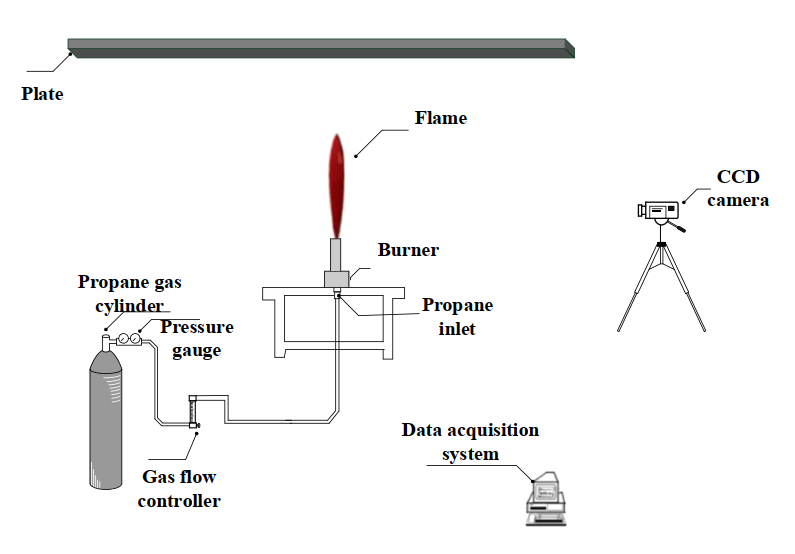 Plate
Flame
CCD
camera
Burner
Propane gas
cylinder
Pressure
gauge
Propane
inlet
Data acquisition
system
Gas flow
controller